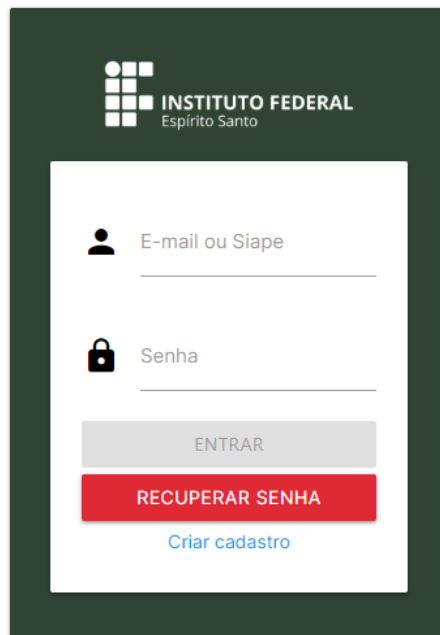 INSTITUTO FEDERAL
Espírito Santo
E-mail ou Siape
Senha
ENTRAR
RECUPERAR SENHA
Criar cadastro